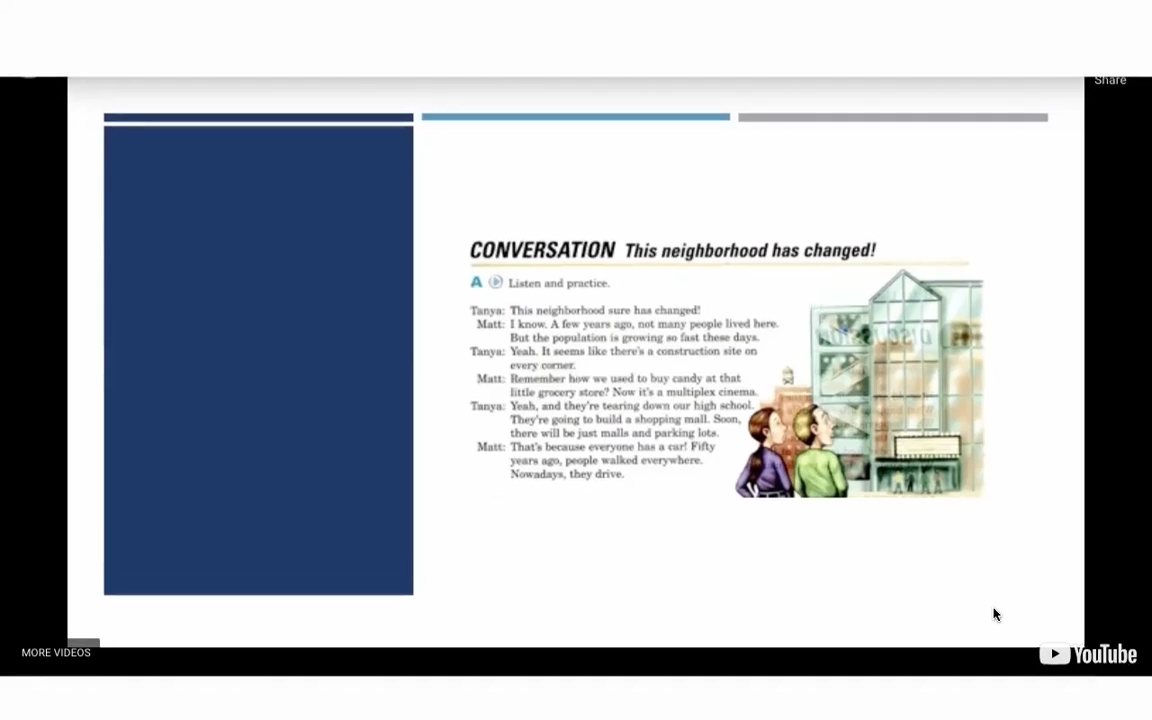 Share
CONVERSATION This neighborhood has changed!
A Listen and practice.
Tanya: This neighborhood sure has changed!
Matt: I know. A few years ago, not many people lived here.
But the population is growing so fast these days.
Tanya: Yeah. It seems like there's a construction site on
every corner.
Matt: Remember how we used to buy candy at that
little grocery store? Now it's a multiplex cinema.
Tanya: Yeah, and they're tearing down our high school.
They're going to build a shopping mall. Soon,
there will be just malls and parking lots.
Matt: That's because everyone has a car! Fifty
years ago, people walked everywhere.
Nowadays, they drive.
MORE VIDEOS
YouTube